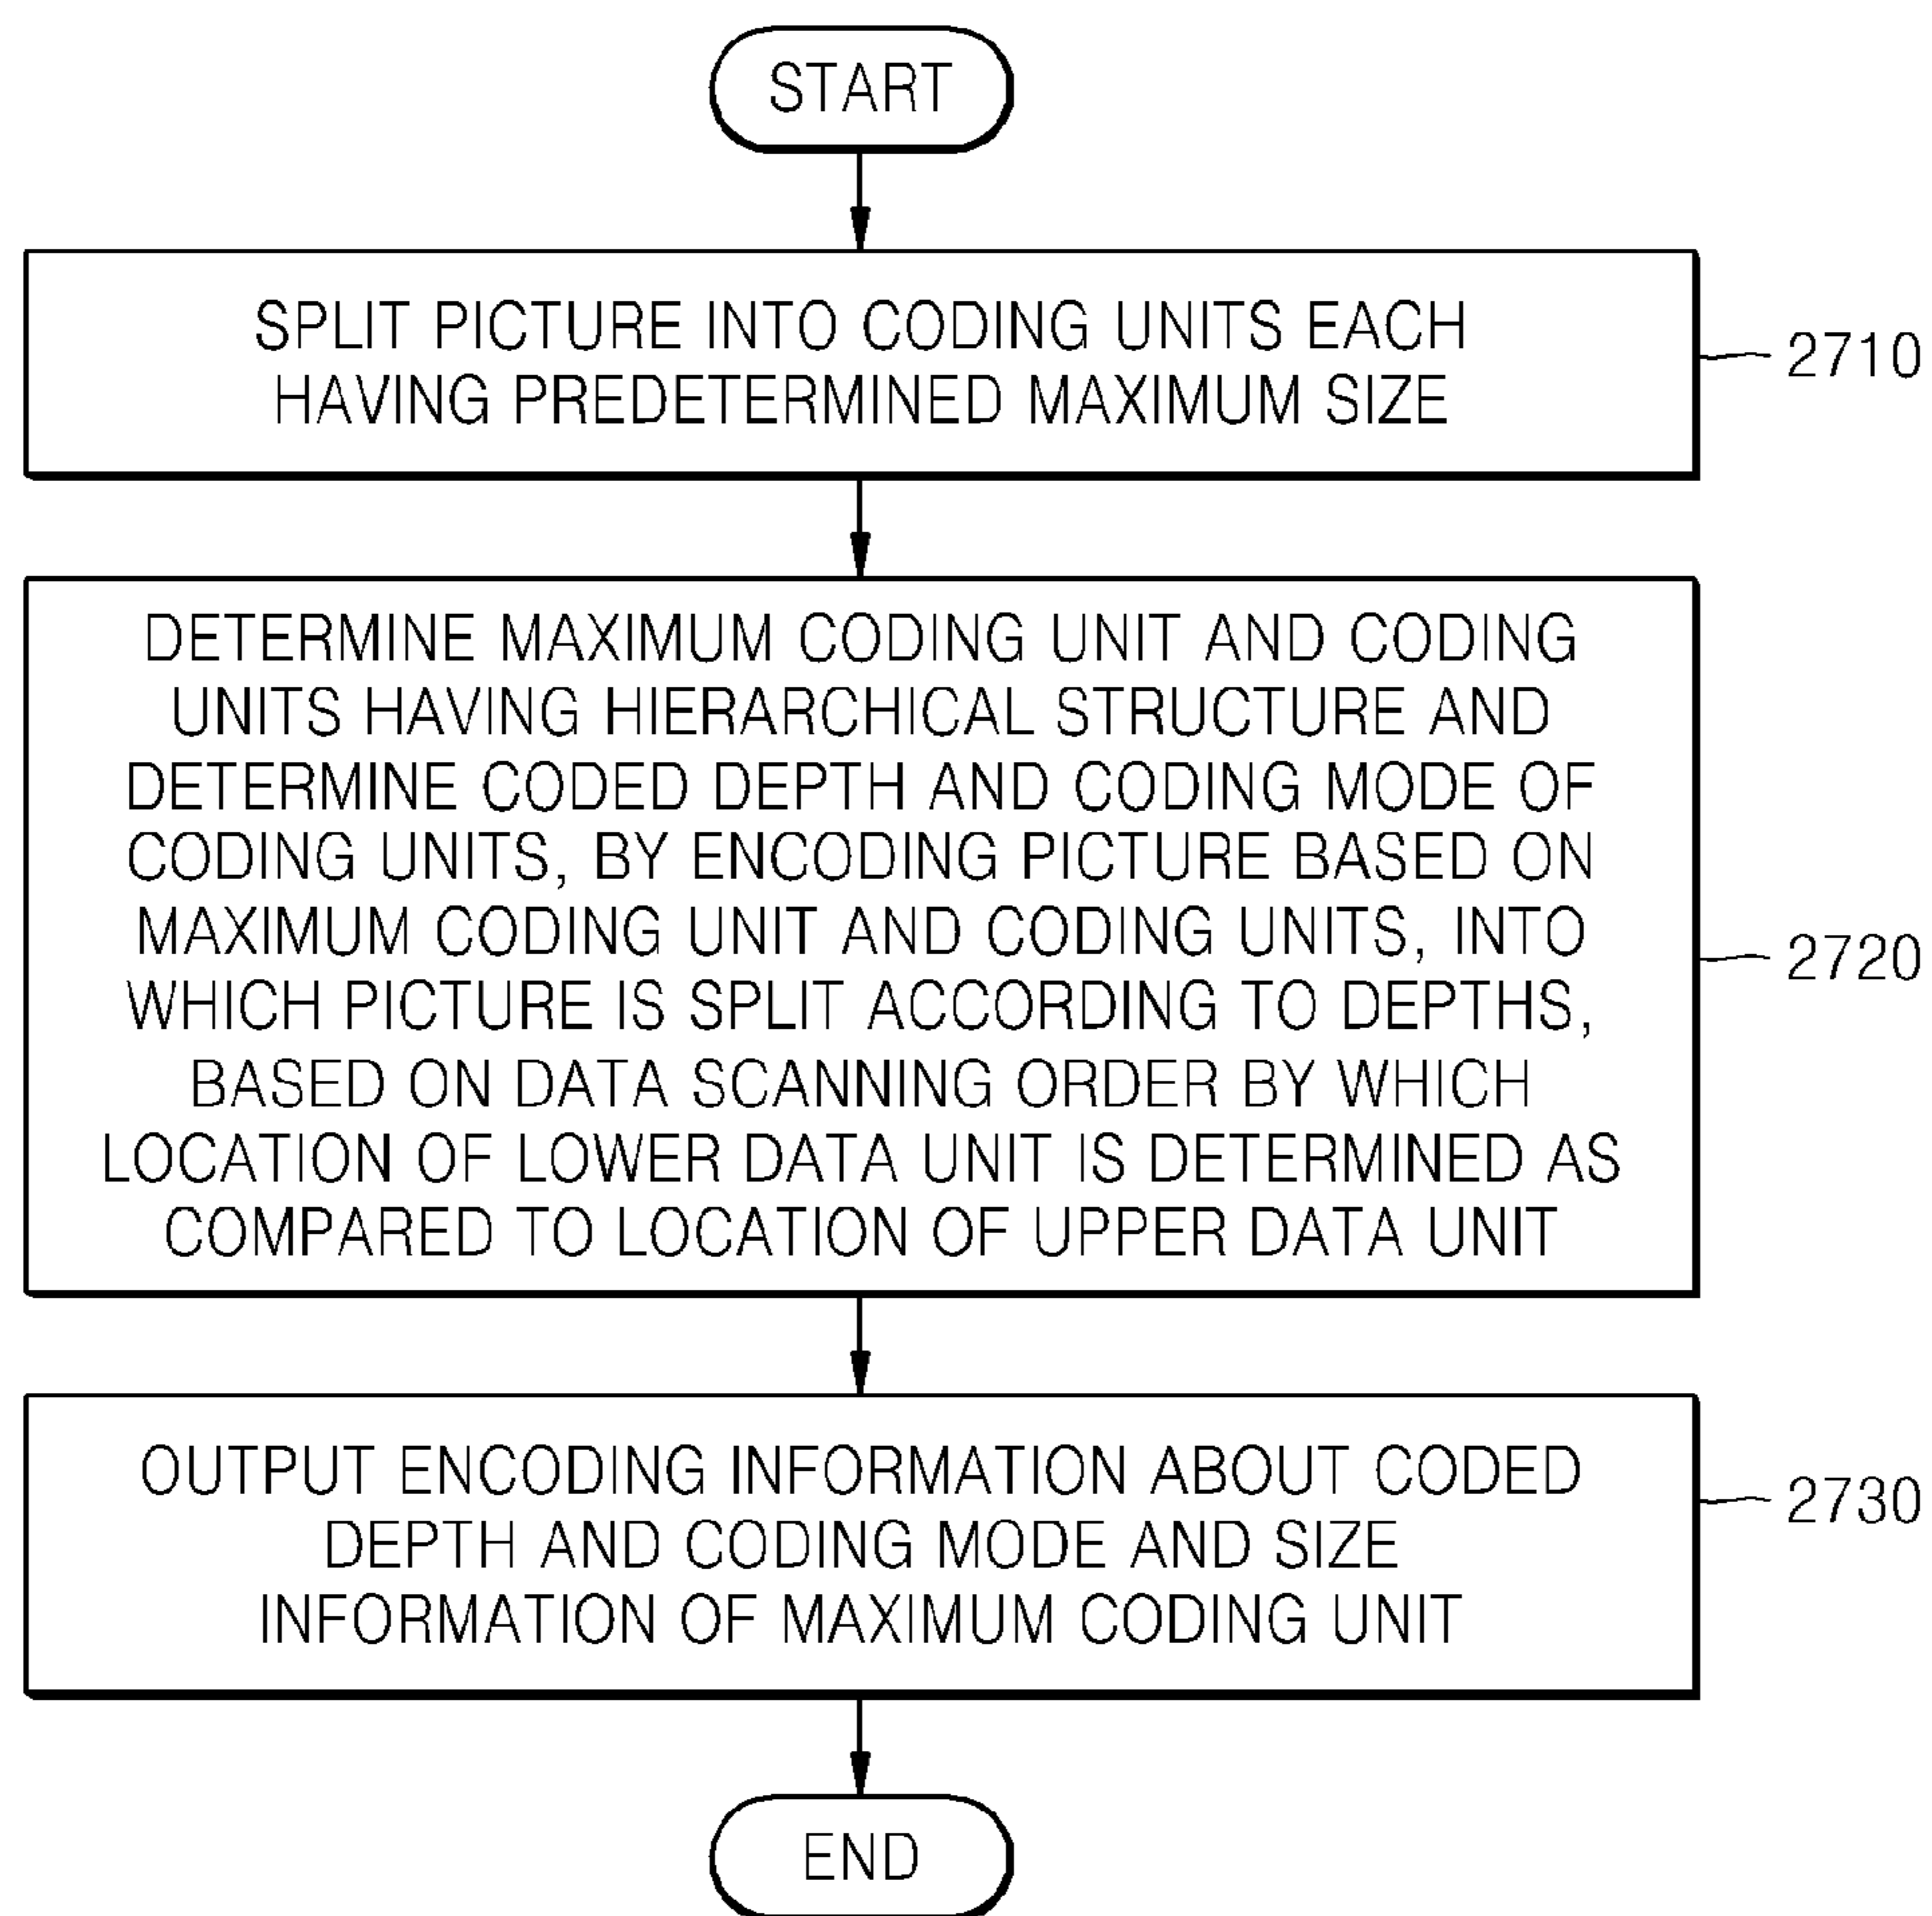 START
SPLIT PICTURE INTO CODING UNITS EACH
HAVING PREDETERMINED MAXIMUM SIZE
2710
DETERMINE MAXIMUM CODING UNIT AND CODING
UNITS HAVING HIERARCHICAL STRUCTURE AND
DETERMINE CODED DEPTH AND CODING MODE OF
CODING UNITS, BY ENCODING PICTURE BASED ON
MAXIMUM CODING UNIT AND CODING UNITS, INTO
WHICH PICTURE IS SPLIT ACCORDING TO DEPTHS,
BASED ON DATA SCANNING ORDER BY WHICH
LOCATION OF LOWER DATA UNIT IS DETERMINED AS
COMPARED TO LOCATION OF UPPER DATA UNIT
2720
OUTPUT ENCODING INFORMATION ABOUT CODED
DEPTH AND CODING MODE AND SIZE
INFORMATION OF MAXIMUM CODING UNIT
2730
END